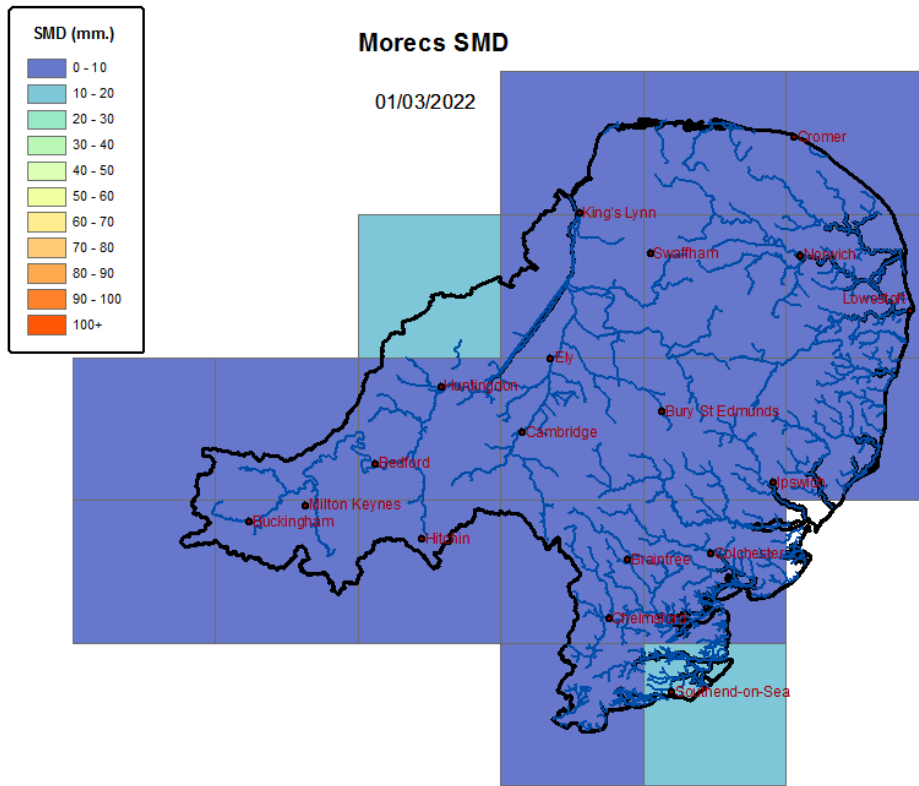 SMD (mm.)
0 - 10
10 - 20
20 - 30
30 - 40
40 - 50
50 - 60
60 - 70
70 - 80
80 - 90
90 - 100
100+
Morecs SMD
01/03/2022
Cromer
King's Lynn
Swaffham
Norwich
Lowestoft
Ely
Huntingdon
Bury St Edmunds
Cambridge
Bedford
Ipswich
Milton Keynes
Buckingham
Hitchin
Colchester
Braintree
Chelmsford
Southend-on-Sea